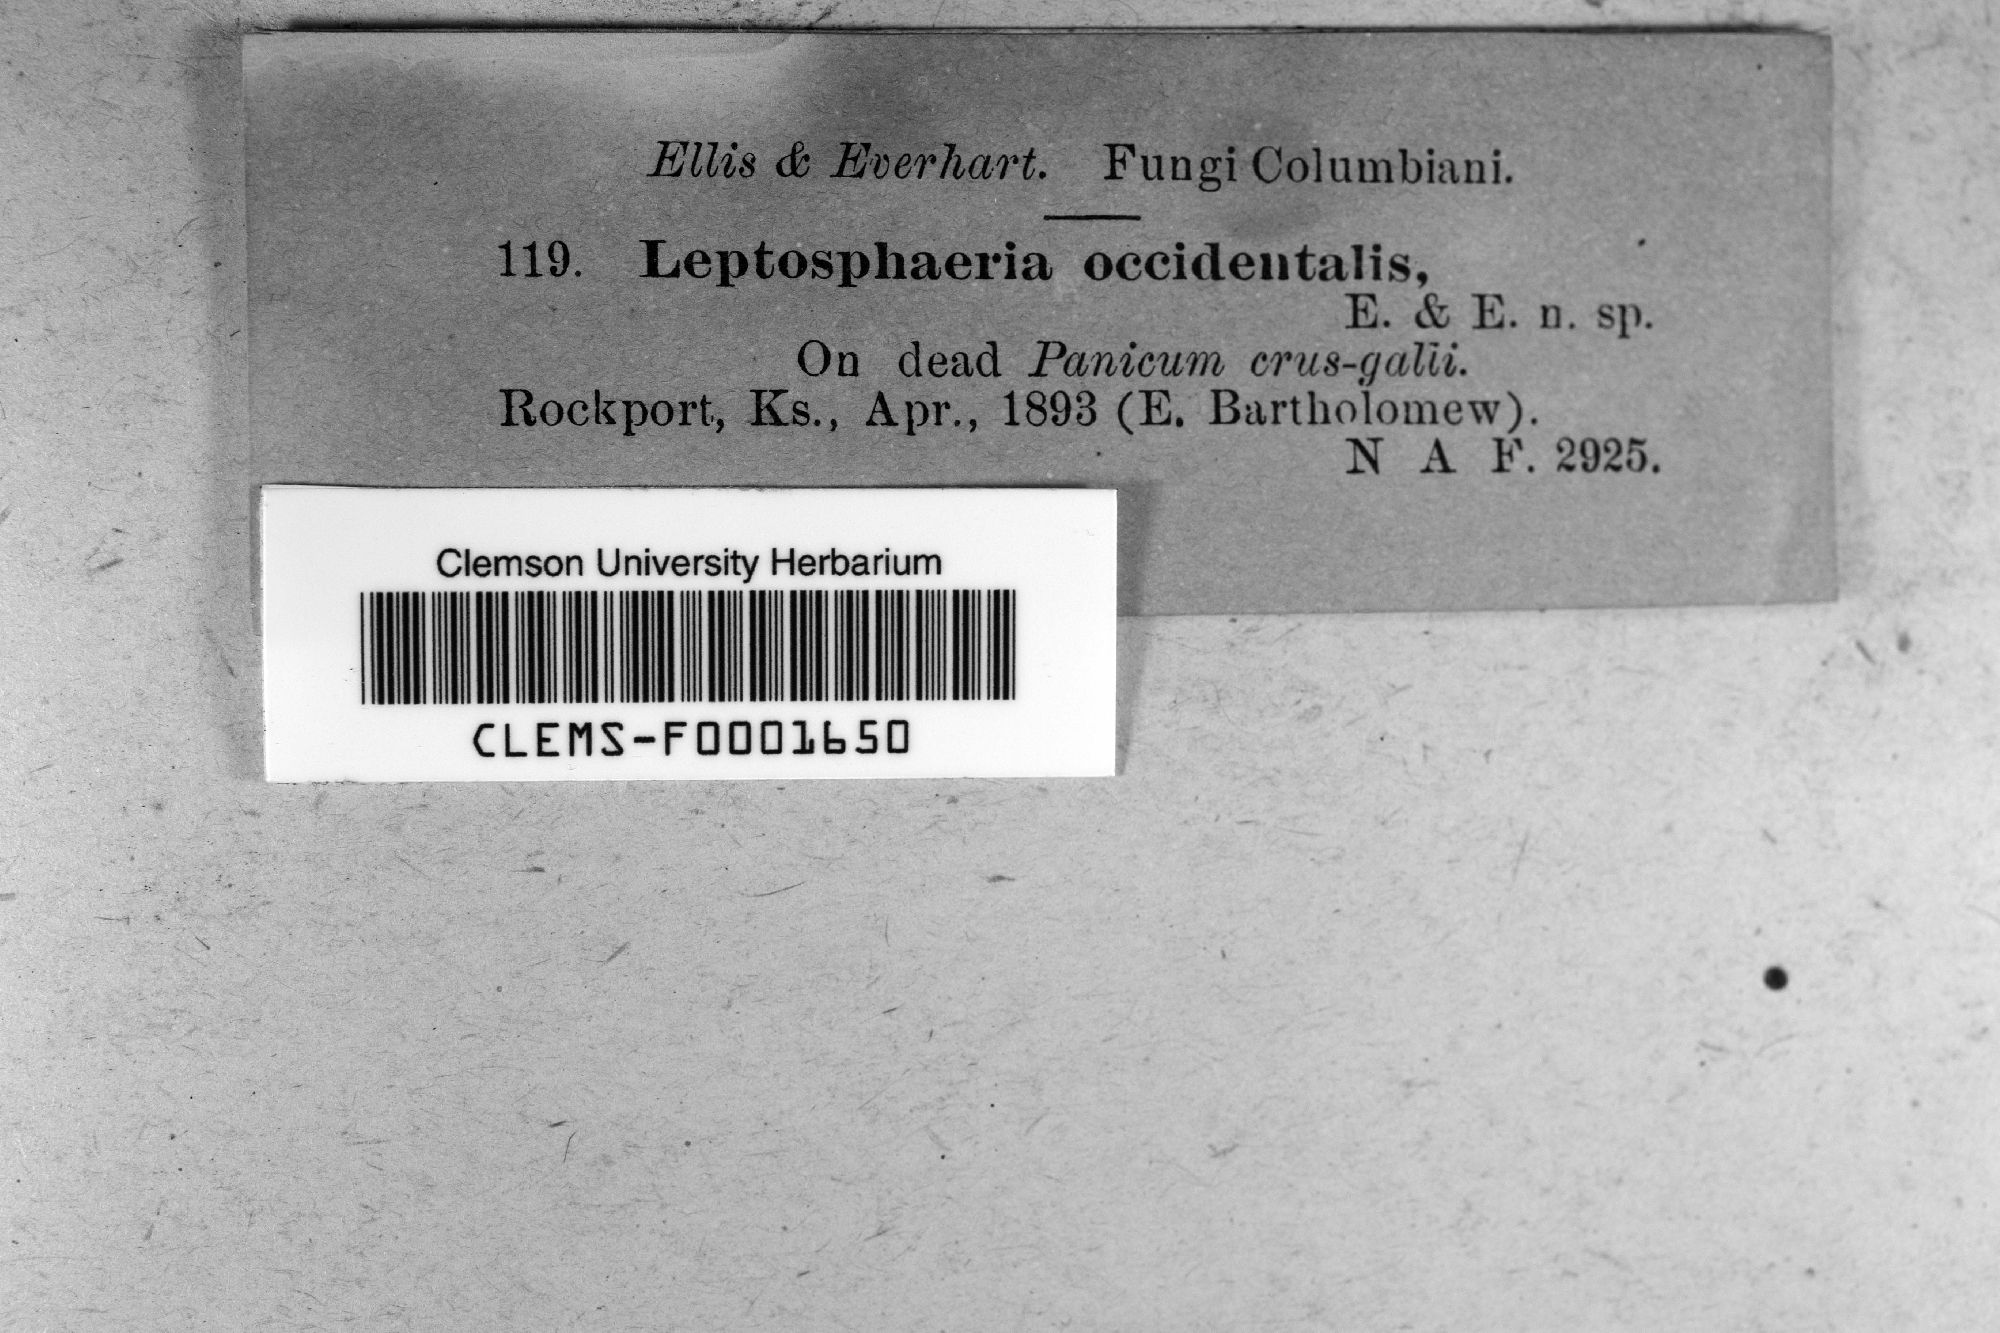 Ellis & Everhart. Fungi Columbiani.
119. Leptosphaeria occidentalis,
E. & E. n. sp.
On dead Panicum crus-galli.
Rockport, Ks., Apr., 1893 (E. Bartholomew).
N A F. 2925.
Clemson University Herbarium
CLEMS-F0001650